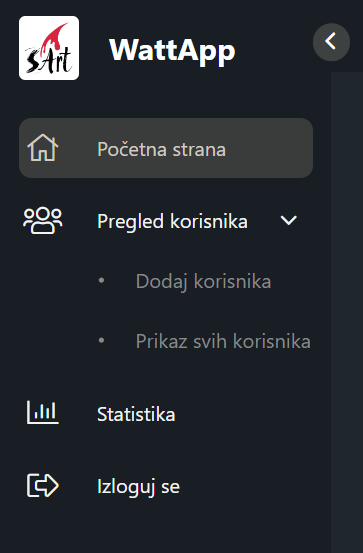 sArt
WattApp
Početna strana
Pregled korisnika
• Dodaj korisnika
• Prikaz svih korisnika
Statistika
Izloguj se